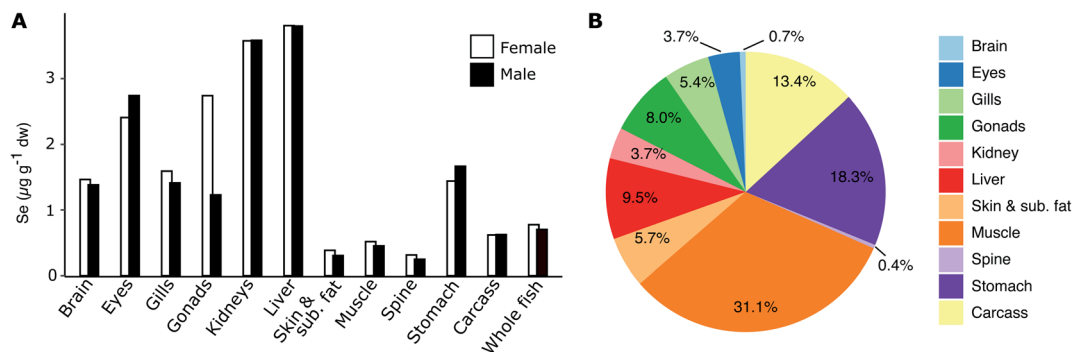 A
Se (µg g-1 dw)
3
2
1
0
Female
Male
Brain
Eyes
Gills
Gonads
Kidneys
Liver
Skin &
sub. fat
Muscle
Spine
Stomach
Carcass
Whole fish
B
3.7%
0.7%
13.4%
5.4%
8.0%
3.7%
18.3%
9.5%
5.7%
0.4%
31.1%
Brain
Eyes
Gills
Gonads
Kidney
Liver
Skin & sub. fat
Muscle
Spine
Stomach
Carcass